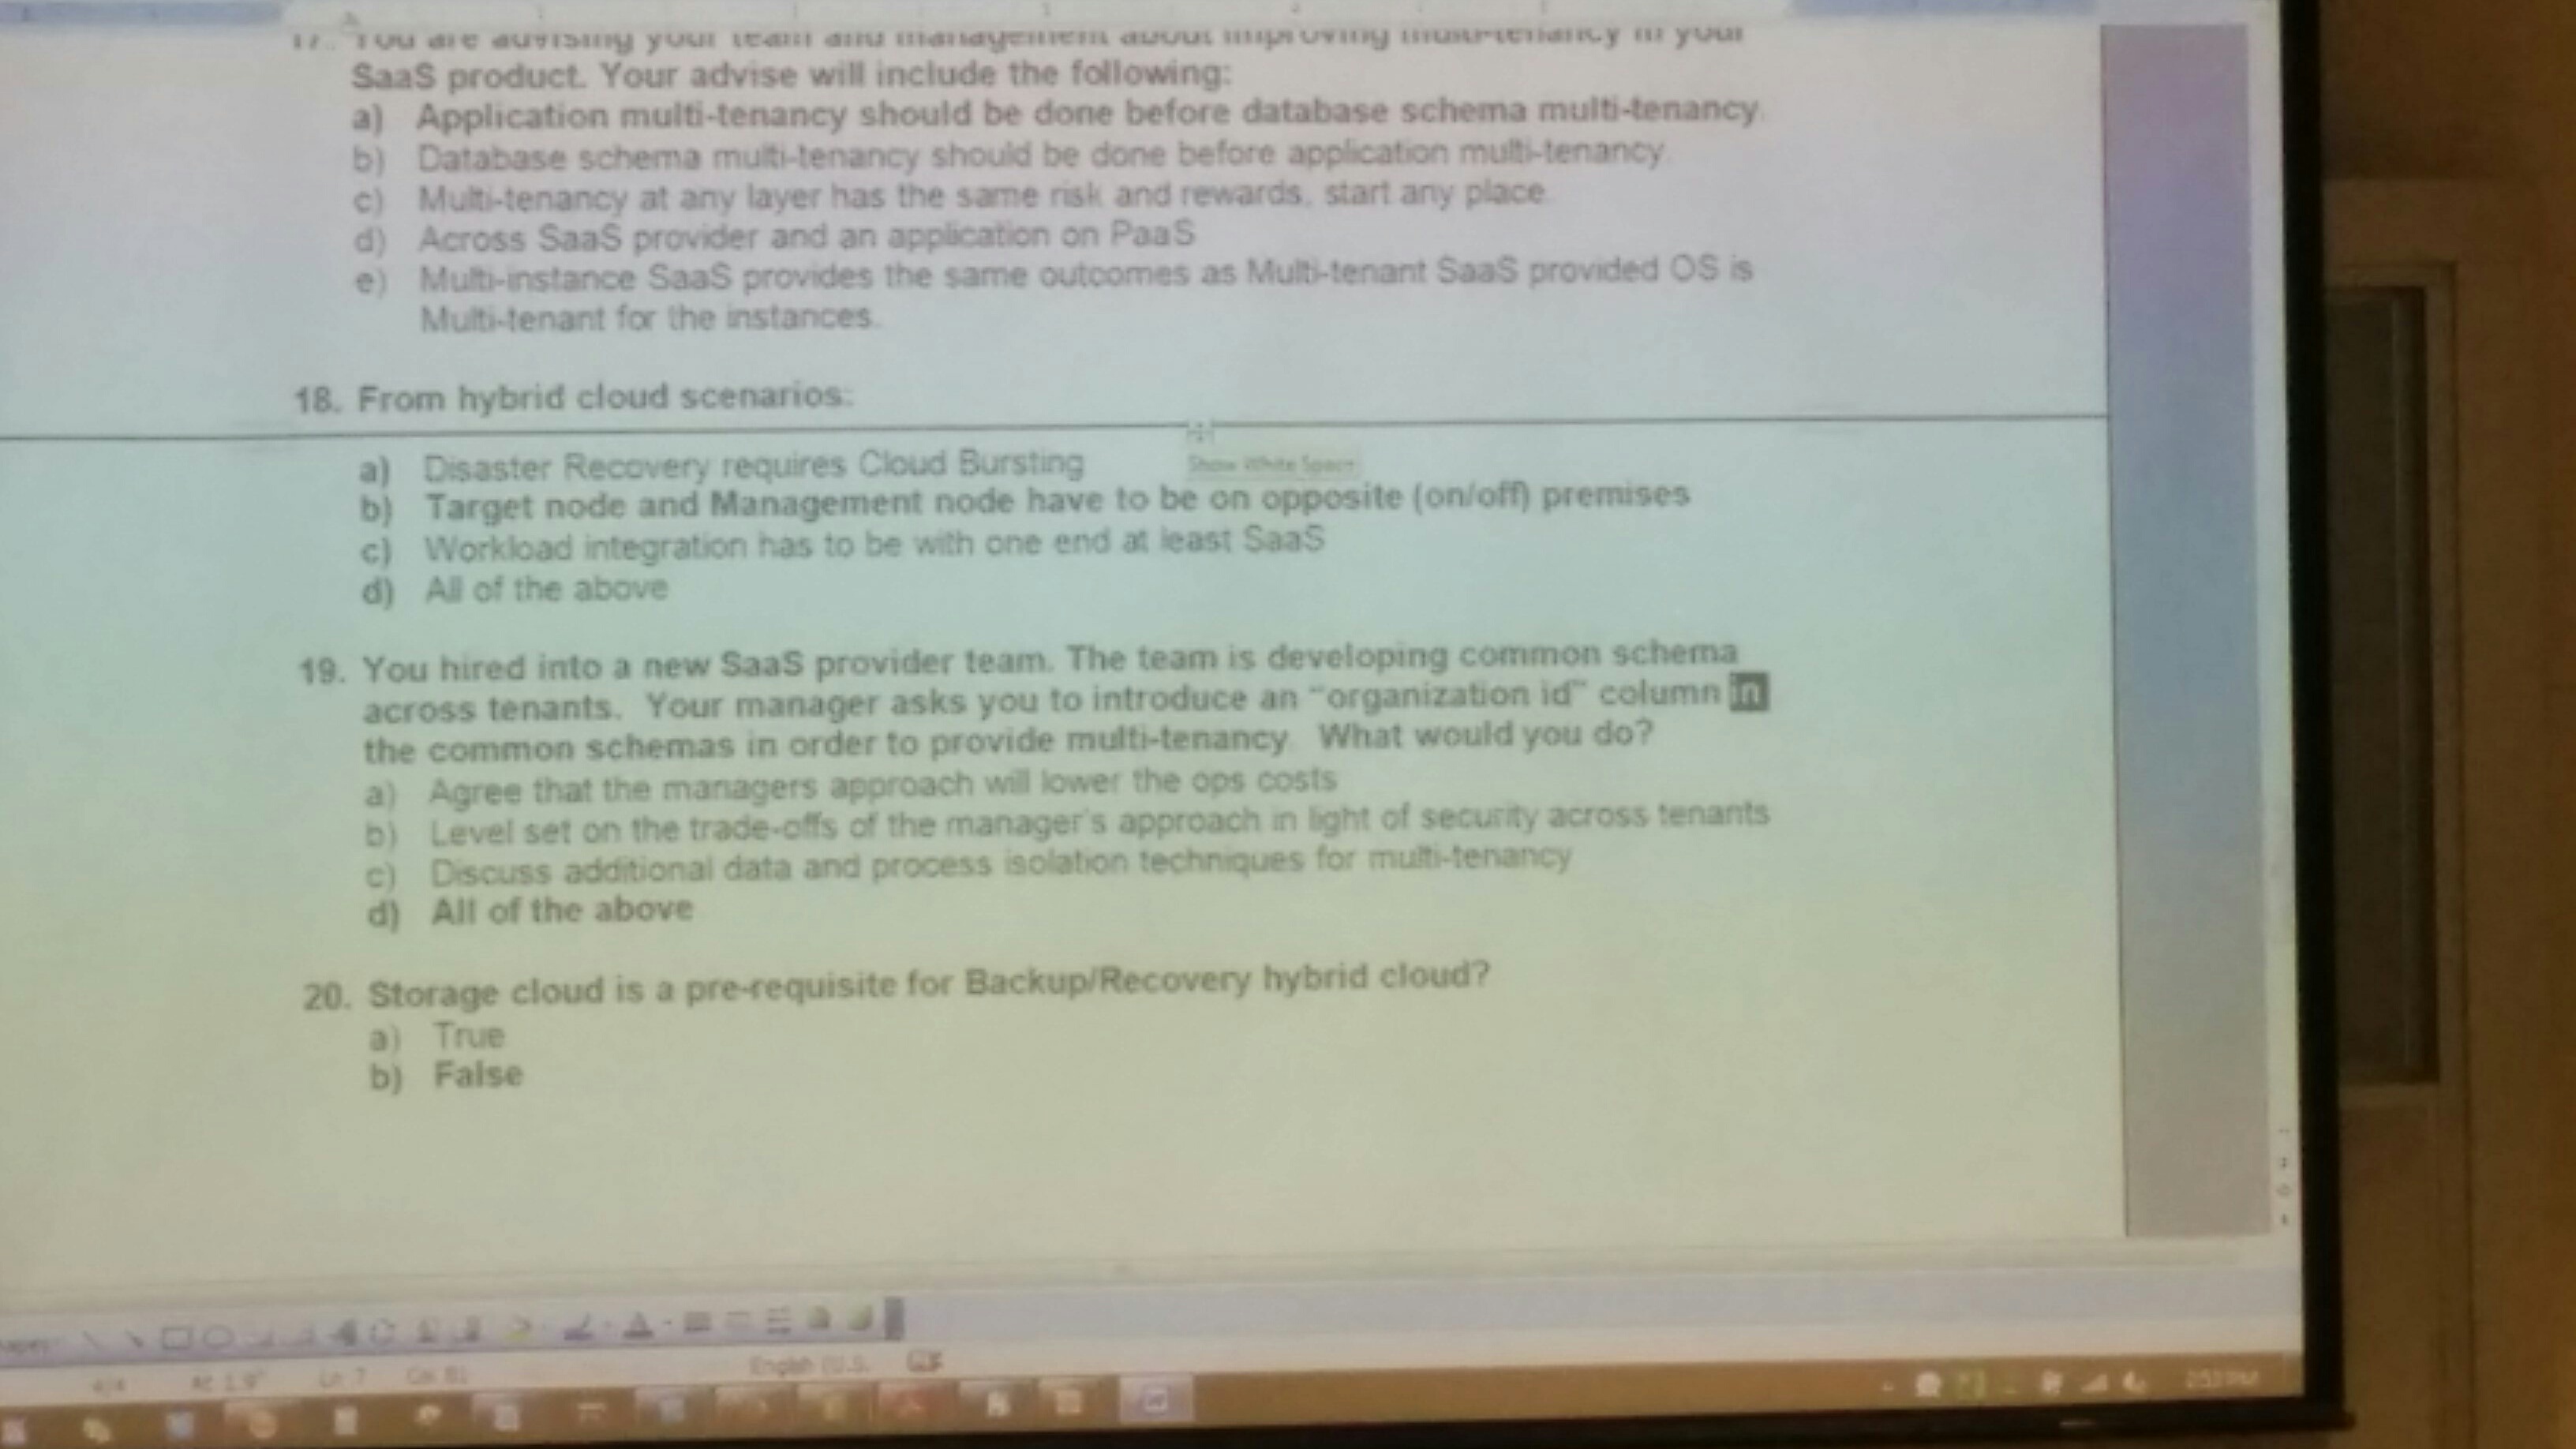 17. You are advising your team and management about improving multi-tenancy in your
SaaS product. Your advise will include the following:
a) Application multi-tenancy should be done before database schema multi-tenancy.
b) Database schema multi-tenancy should be done before application multi-tenancy.
c) Multi-tenancy at any layer has the same risk and rewards, start any place.
d) Across SaaS provider and an application on PaaS
e) Multi-instance SaaS provides the same outcomes as Multi-tenant SaaS provided OS is
Multi-tenant for the instances.
18. From hybrid cloud scenarios:
Show White Space
a) Disaster Recovery requires Cloud Bursting
b) Target node and Management node have to be on opposite (on/off) premises
c) Workload integration has to be with one end at least SaaS
d) All of the above
19. You hired into a new SaaS provider team. The team is developing common schema
across tenants. Your manager asks you to introduce an "organization id" column in
the common schemas in order to provide multi-tenancy. What would you do?
a) Agree that the managers approach will lower the ops costs
b) Level set on the trade-offs of the manager's approach in light of security across tenants
c) Discuss additional data and process isolation techniques for multi-tenancy
d) All of the above
20. Storage cloud is a pre-requisite for Backup/Recovery hybrid cloud?
a) True
b) False
4/4 At 1.9" Ln 7 Col 81 English (U.S.